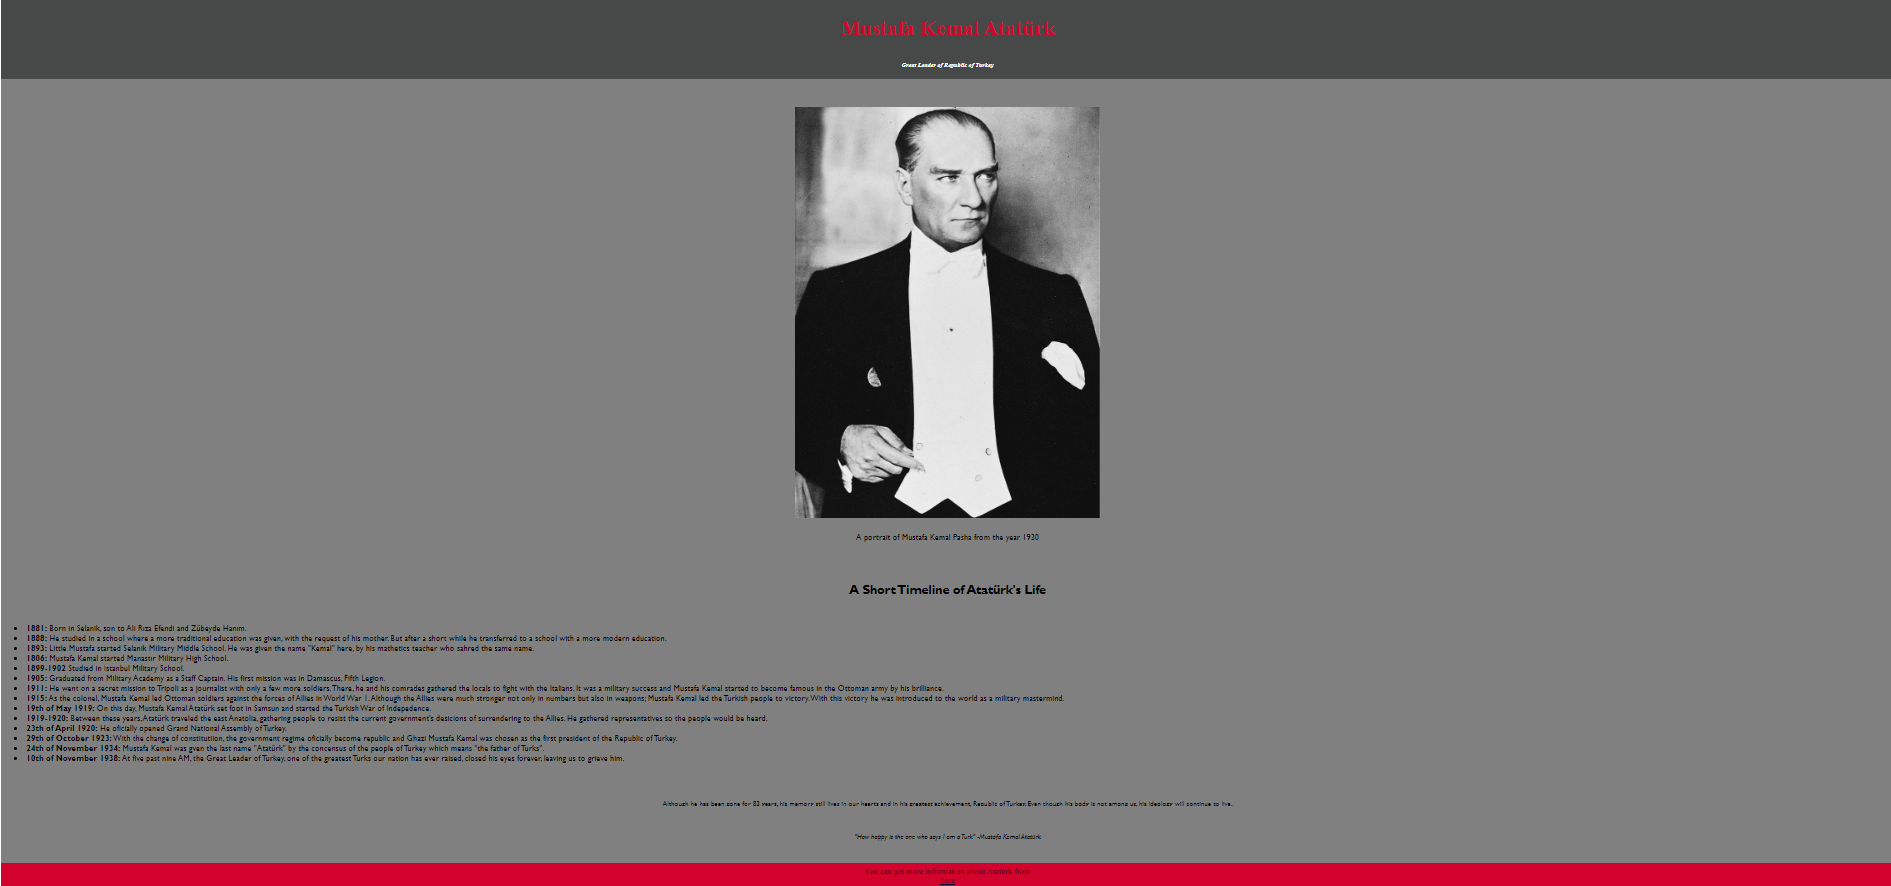 Mustafa Kemal Atatürk
Great Leader of Republic of Turkey
A portrait of Mustafa Kemal Pasha from the year 1930
A Short Timeline of Atatürk's Life
• 1881: Born in Selanik, son to Ali Rıza Efendi and Zübeyde Hanım.
• 1888: He studied in a school where a more traditional education was given, with the request of his mother. But after a short while he transferred to a school with a more modern education.
• 1893: Little Mustafa started Selanik Military Middle School. He was given the name "Kemal" here, by his mathetics teacher who sahred the same name.
• 1806: Mustafa Kemal started Manastır Military High School.
• 1899-1902 Studied in Istanbul Military School.
• 1905: Graduated from Military Academy as a Staff Captain. His first mission was in Damascus, Fifth Legion.
• 1911: He went on a secret mission to Tripoli as a journalist with only a few more soldiers. There, he and his comrades gathered the locals to fight with the Italians. It was a military success and Mustafa Kemal started to become famous in the Ottoman army by his brilliance.
• 1915: As the colonel, Mustafa Kemal led Ottoman soldiers against the forces of Allies in World War 1. Although the Allies were much stronger not only in numbers but also in weapons; Mustafa Kemal led the Turkish people to victory. With this victory he was introduced to the world as a military mastermind.
• 19th of May 1919: On this day, Mustafa Kemal Atatürk set foot in Samsun and started the Turkish War of Indepedence.
• 1919-1920: Between these years, Atatürk traveled the east Anatolia, gathering people to resist the current government's desicions of surrendering to the Allies. He gathered representatives so the people would be heard.
• 23th of April 1920: He oficially opened Grand National Assembly of Turkey.
• 29th of October 1923: With the change of constitutiion, the government regime oficially become republic and Ghazi Mustafa Kemal was chosen as the first president of the Republic of Turkey.
• 24th of November 1934: Mustafa Kemal was gven the last name "Atatürk" by the concensus of the people of Turkey which means "the father of Turks".
• 10th of November 1938: At five past nine AM, the Great Leader of Turkey, one of the greatest Turks our nation has ever raised, closed his eyes forever, leaving us to grieve him.
Although he has been gone for 83 years, his memory still lives in our hearts and in his greatest achievement, Republic of Turkey. Even though his body is not among us, his ideology will continue to live.
"How happy is the one who says I am a Turk" -Mustafa Kemal Atatürk
You can get more information about Atatürk from
here